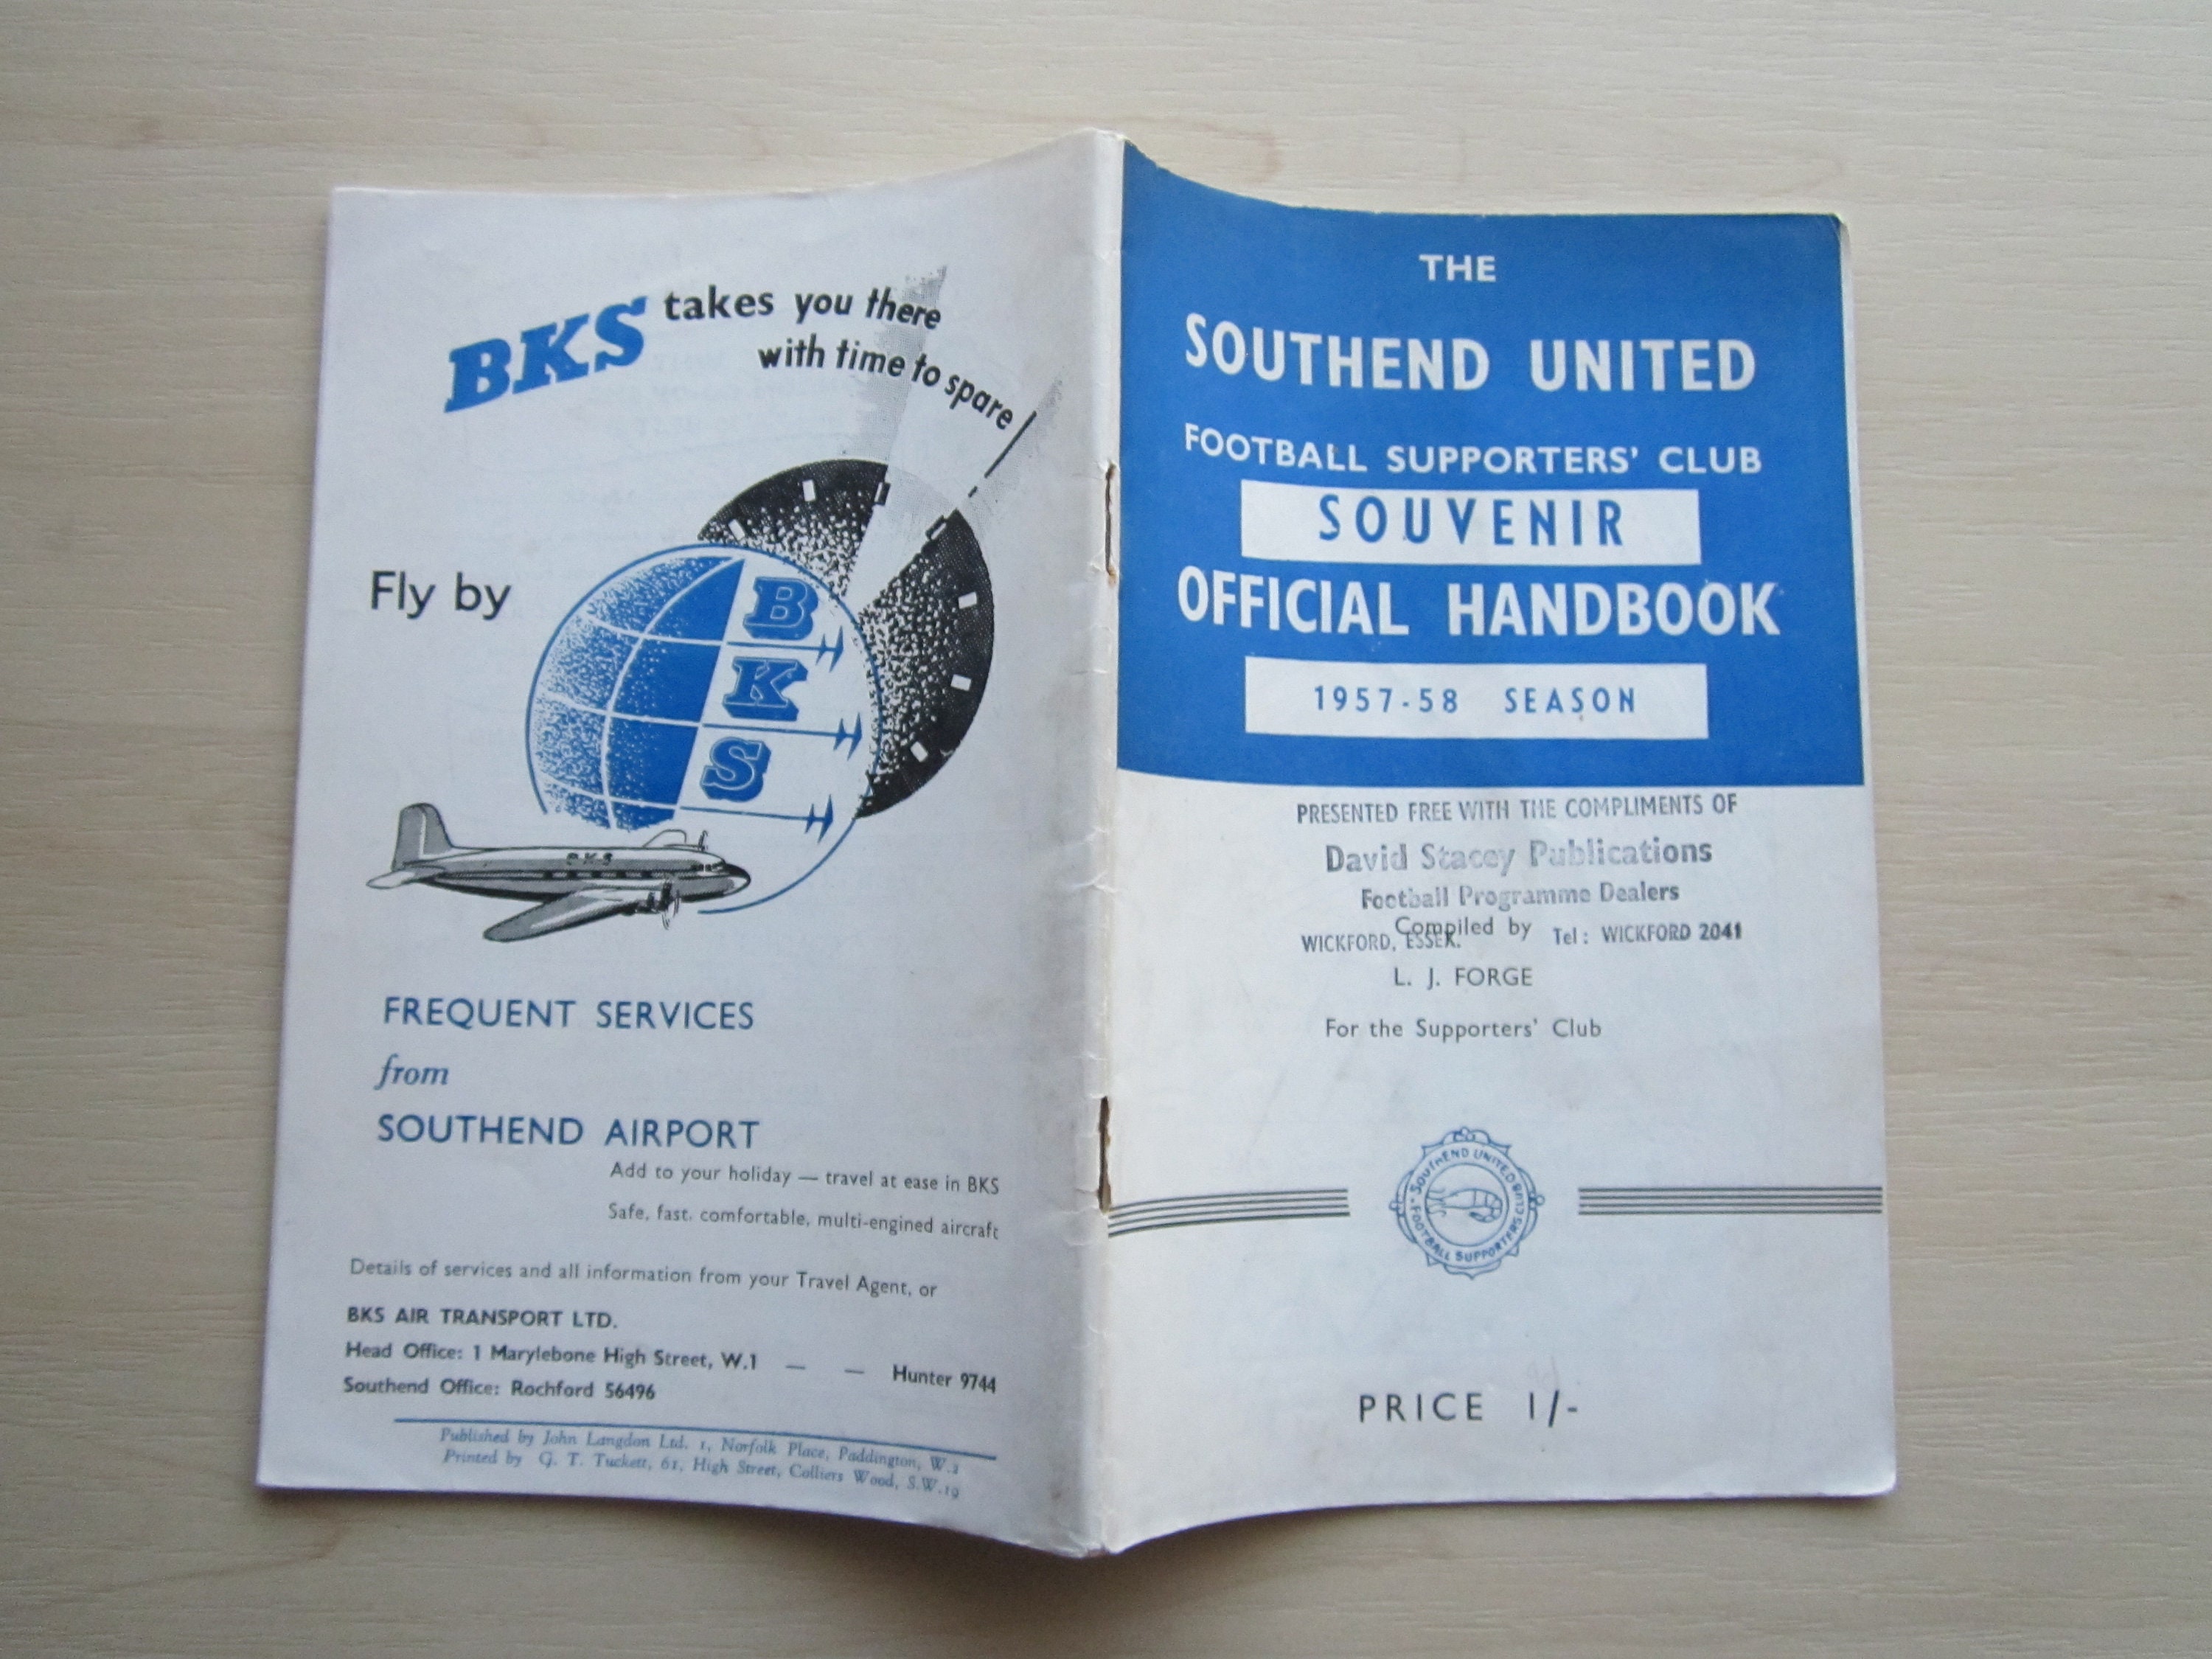 BKS takes you there
with time to spare
Fly by
B
K
S
BKS
FREQUENT SERVICES
from
SOUTHEND AIRPORT
Add to your holiday — travel at ease in BKS
Safe, fast, comfortable, multi-engined aircraft
Details of services and all information from your Travel Agent, or
BKS AIR TRANSPORT LTD.
Head Office: 1 Marylebone High Street, W.1 — — Hunter 9744
Southend Office: Rochford 56496
Published by John Langdon Ltd. 1, Norfolk Place, Paddington, W.2
Printed by G. T. Tuckett, 61, High Street, Colliers Wood, S.W.19
THE
SOUTHEND UNITED
FOOTBALL SUPPORTERS' CLUB
SOUVENIR
OFFICIAL HANDBOOK
1957-58 SEASON
PRESENTED FREE WITH THE COMPLIMENTS OF
David Stacey Publications
Football Programme Dealers
WICKFORD, ESSEX. Tel: WICKFORD 2041
Compiled by
L. J. FORGE
For the Supporters' Club
SOUTHEND UNITED
FOOTBALL SUPPORTERS CLUB
PRICE 1/-